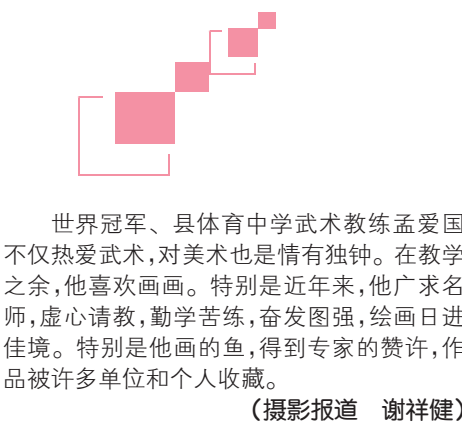 世界冠军、县体育中学武术教练孟爱国
不仅热爱武术,对美术也是情有独钟。在教学
之余,他喜欢画画。特别是近年来,他广求名
师,虚心请教,勤学苦练,奋发图强,绘画日进
佳境。特别是他画的鱼,得到专家的赞许,作
品被许多单位和个人收藏。
(摄影报道　谢祥健)